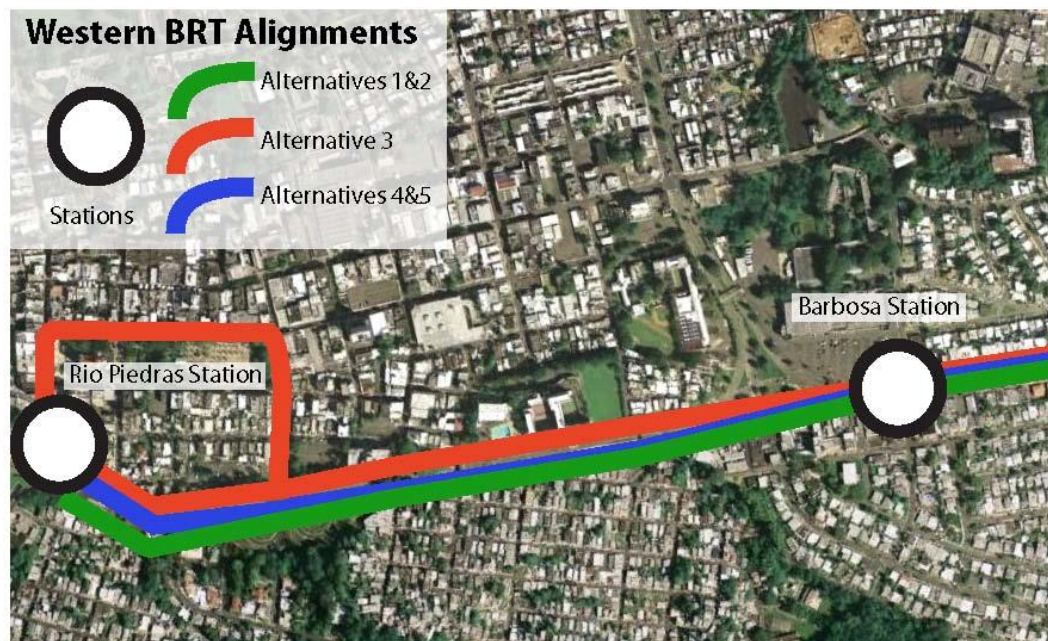 Western BRT Alignments
Stations
Alternatives 1&2
Alternative 3
Alternatives 4&5
Barbosa Station
Rio Piedras Station